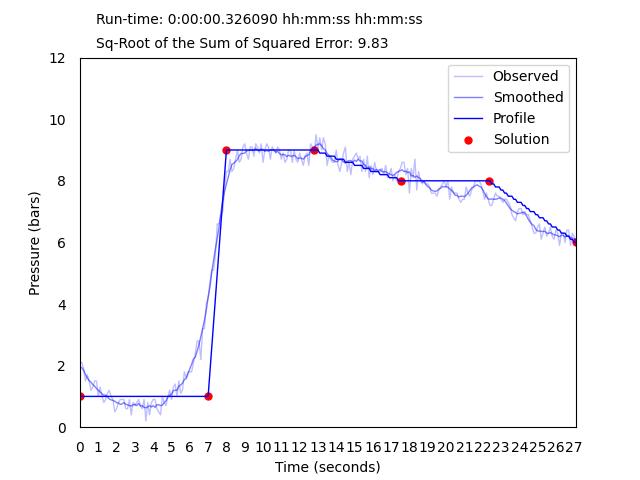 Run-time: 0:00:00.326090 hh:mm:ss hh:mm:ss
Sq-Root of the Sum of Squared Error: 9.83
12
10
8
6
4
2
0
Pressure (bars)
Observed
Smoothed
Profile
Solution
0 1 2 3 4 5 6 7 8 9 10 11 12 13 14 15 16 17 18 19 20 21 22 23 24 25 26 27
Time (seconds)